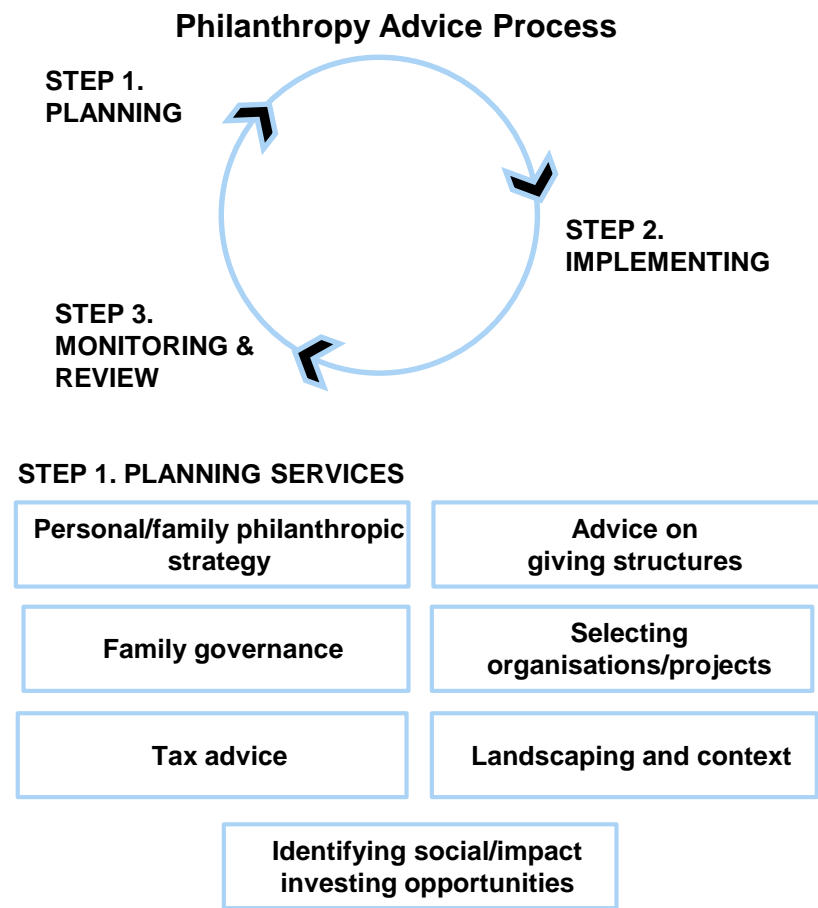 Philanthropy Advice Process
STEP 1.
PLANNING
STEP 2.
IMPLEMENTING
STEP 3.
MONITORING &
REVIEW
STEP 1. PLANNING SERVICES
Personal/family philanthropic
strategy
Advice on
giving structures
Family governance
Selecting
organisations/projects
Tax advice
Landscaping and context
Identifying social/impact
investing opportunities